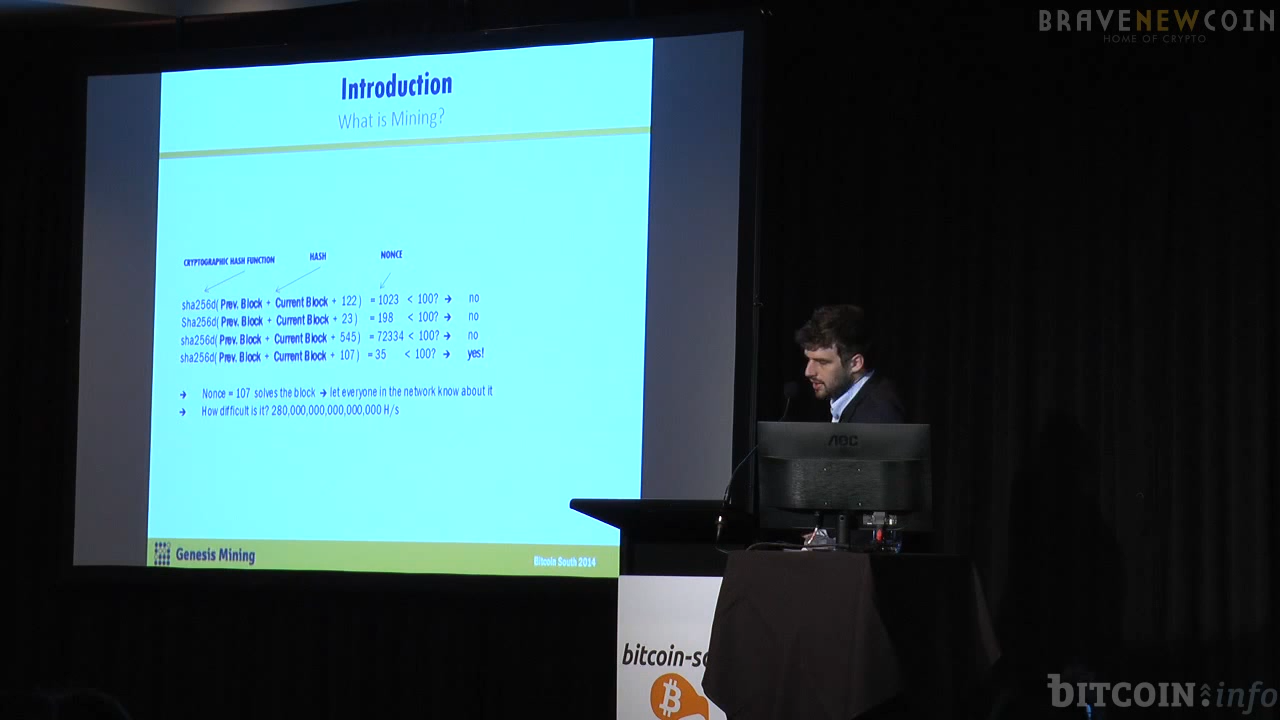 BRAVENEWCOIN
HOME OF CRYPTO
Introduction
What is Mining?
CRYPTOGRAPHIC HASH FUNCTION HASH NONCE
sha256d( Prev. Block + Current Block + 122 ) = 1023 < 100? → no
Sha256d( Prev. Block + Current Block + 23 ) = 198 < 100? → no
sha256d( Prev. Block + Current Block + 545) = 72334 < 100? → no
sha256d( Prev. Block + Current Block + 107 ) = 35 < 100? → yes!
→ Nonce = 107 solves the block → let everyone in the network know about it
→ How difficult is it? 280,000,000,000,000,000 H/s
Genesis Mining
Bitcoin South 2014
AOC
bitcoin-so
BITCOIN:info